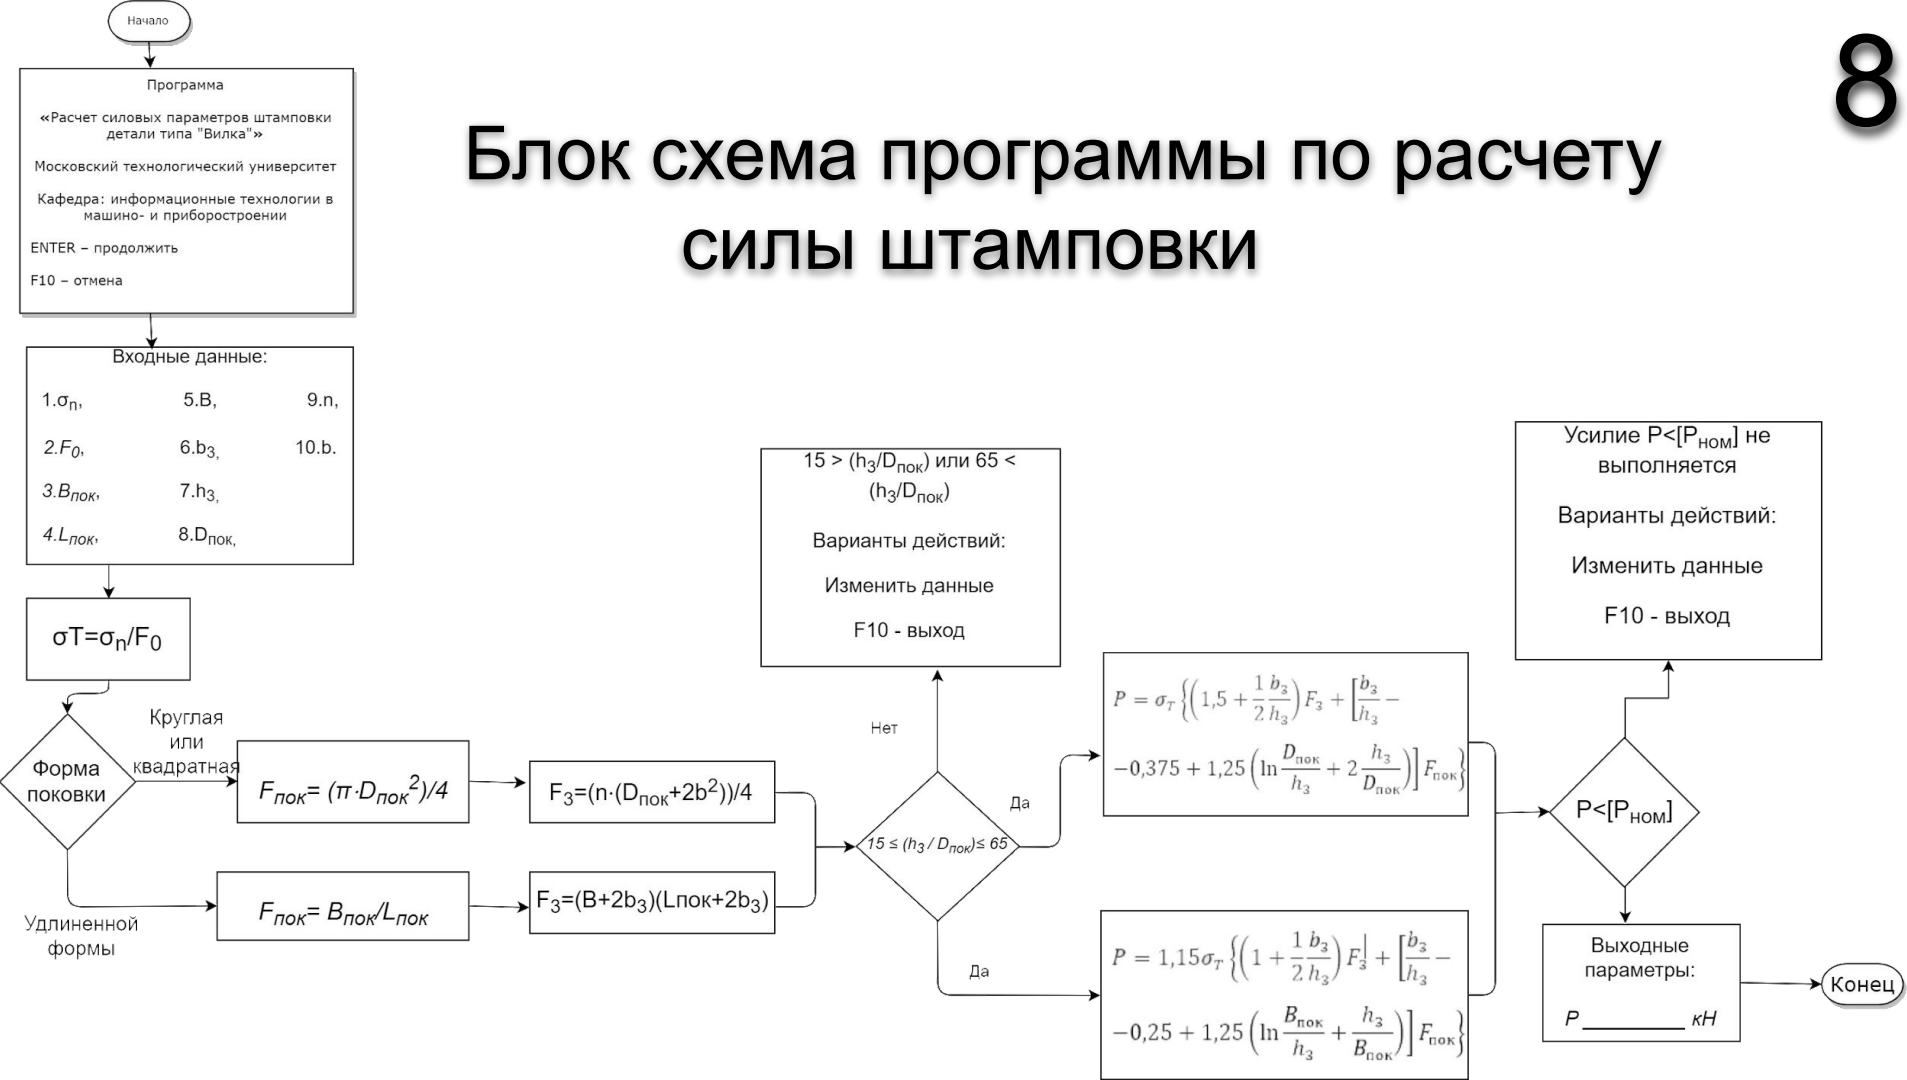 8
Блок схема программы по расчету
силы штамповки
Начало
Программа
«Расчет силовых параметров штамповки
детали типа "Вилка"»
Московский технологический университет
Кафедра: информационные технологии в
машино- и приборостроении
ENTER – продолжить
F10 – отмена
Входные данные:
1.σn, 5.B, 9.n,
2.F0, 6.b3, 10.b.
3.Bпок, 7.h3,
4.Lпок, 8.Dпок,
σT=σn/F0
Форма
поковки
Круглая
или
квадратная
Удлиненной
формы
Fпок= (π·Dпок²)/4
Fпок= Bпок/Lпок
F3=(n·(Dпок+2b²))/4
F3=(B+2b3)(Lпок+2b3)
15 ≤ (h3 / Dпок)≤ 65
Нет
Да
Да
15 > (h3/Dпок) или 65 <
(h3/Dпок)
Варианты действий:
Изменить данные
F10 - выход
P = σT{(1,5 + 1/2 b3/h3) F3 + [b3/h3 −
−0,375 + 1,25 (ln Dпок/h3 + 2 h3/Dпок)] Fпок}
P = 1,15σT{(1 + 1/2 b3/h3) F3| + [b3/h3 −
−0,25 + 1,25 (ln Bпок/h3 + h3/Bпок)] Fпок}
P<[Pном]
Усилие P<[Pном] не
выполняется
Варианты действий:
Изменить данные
F10 - выход
Выходные
параметры:
P _________ кН
Конец